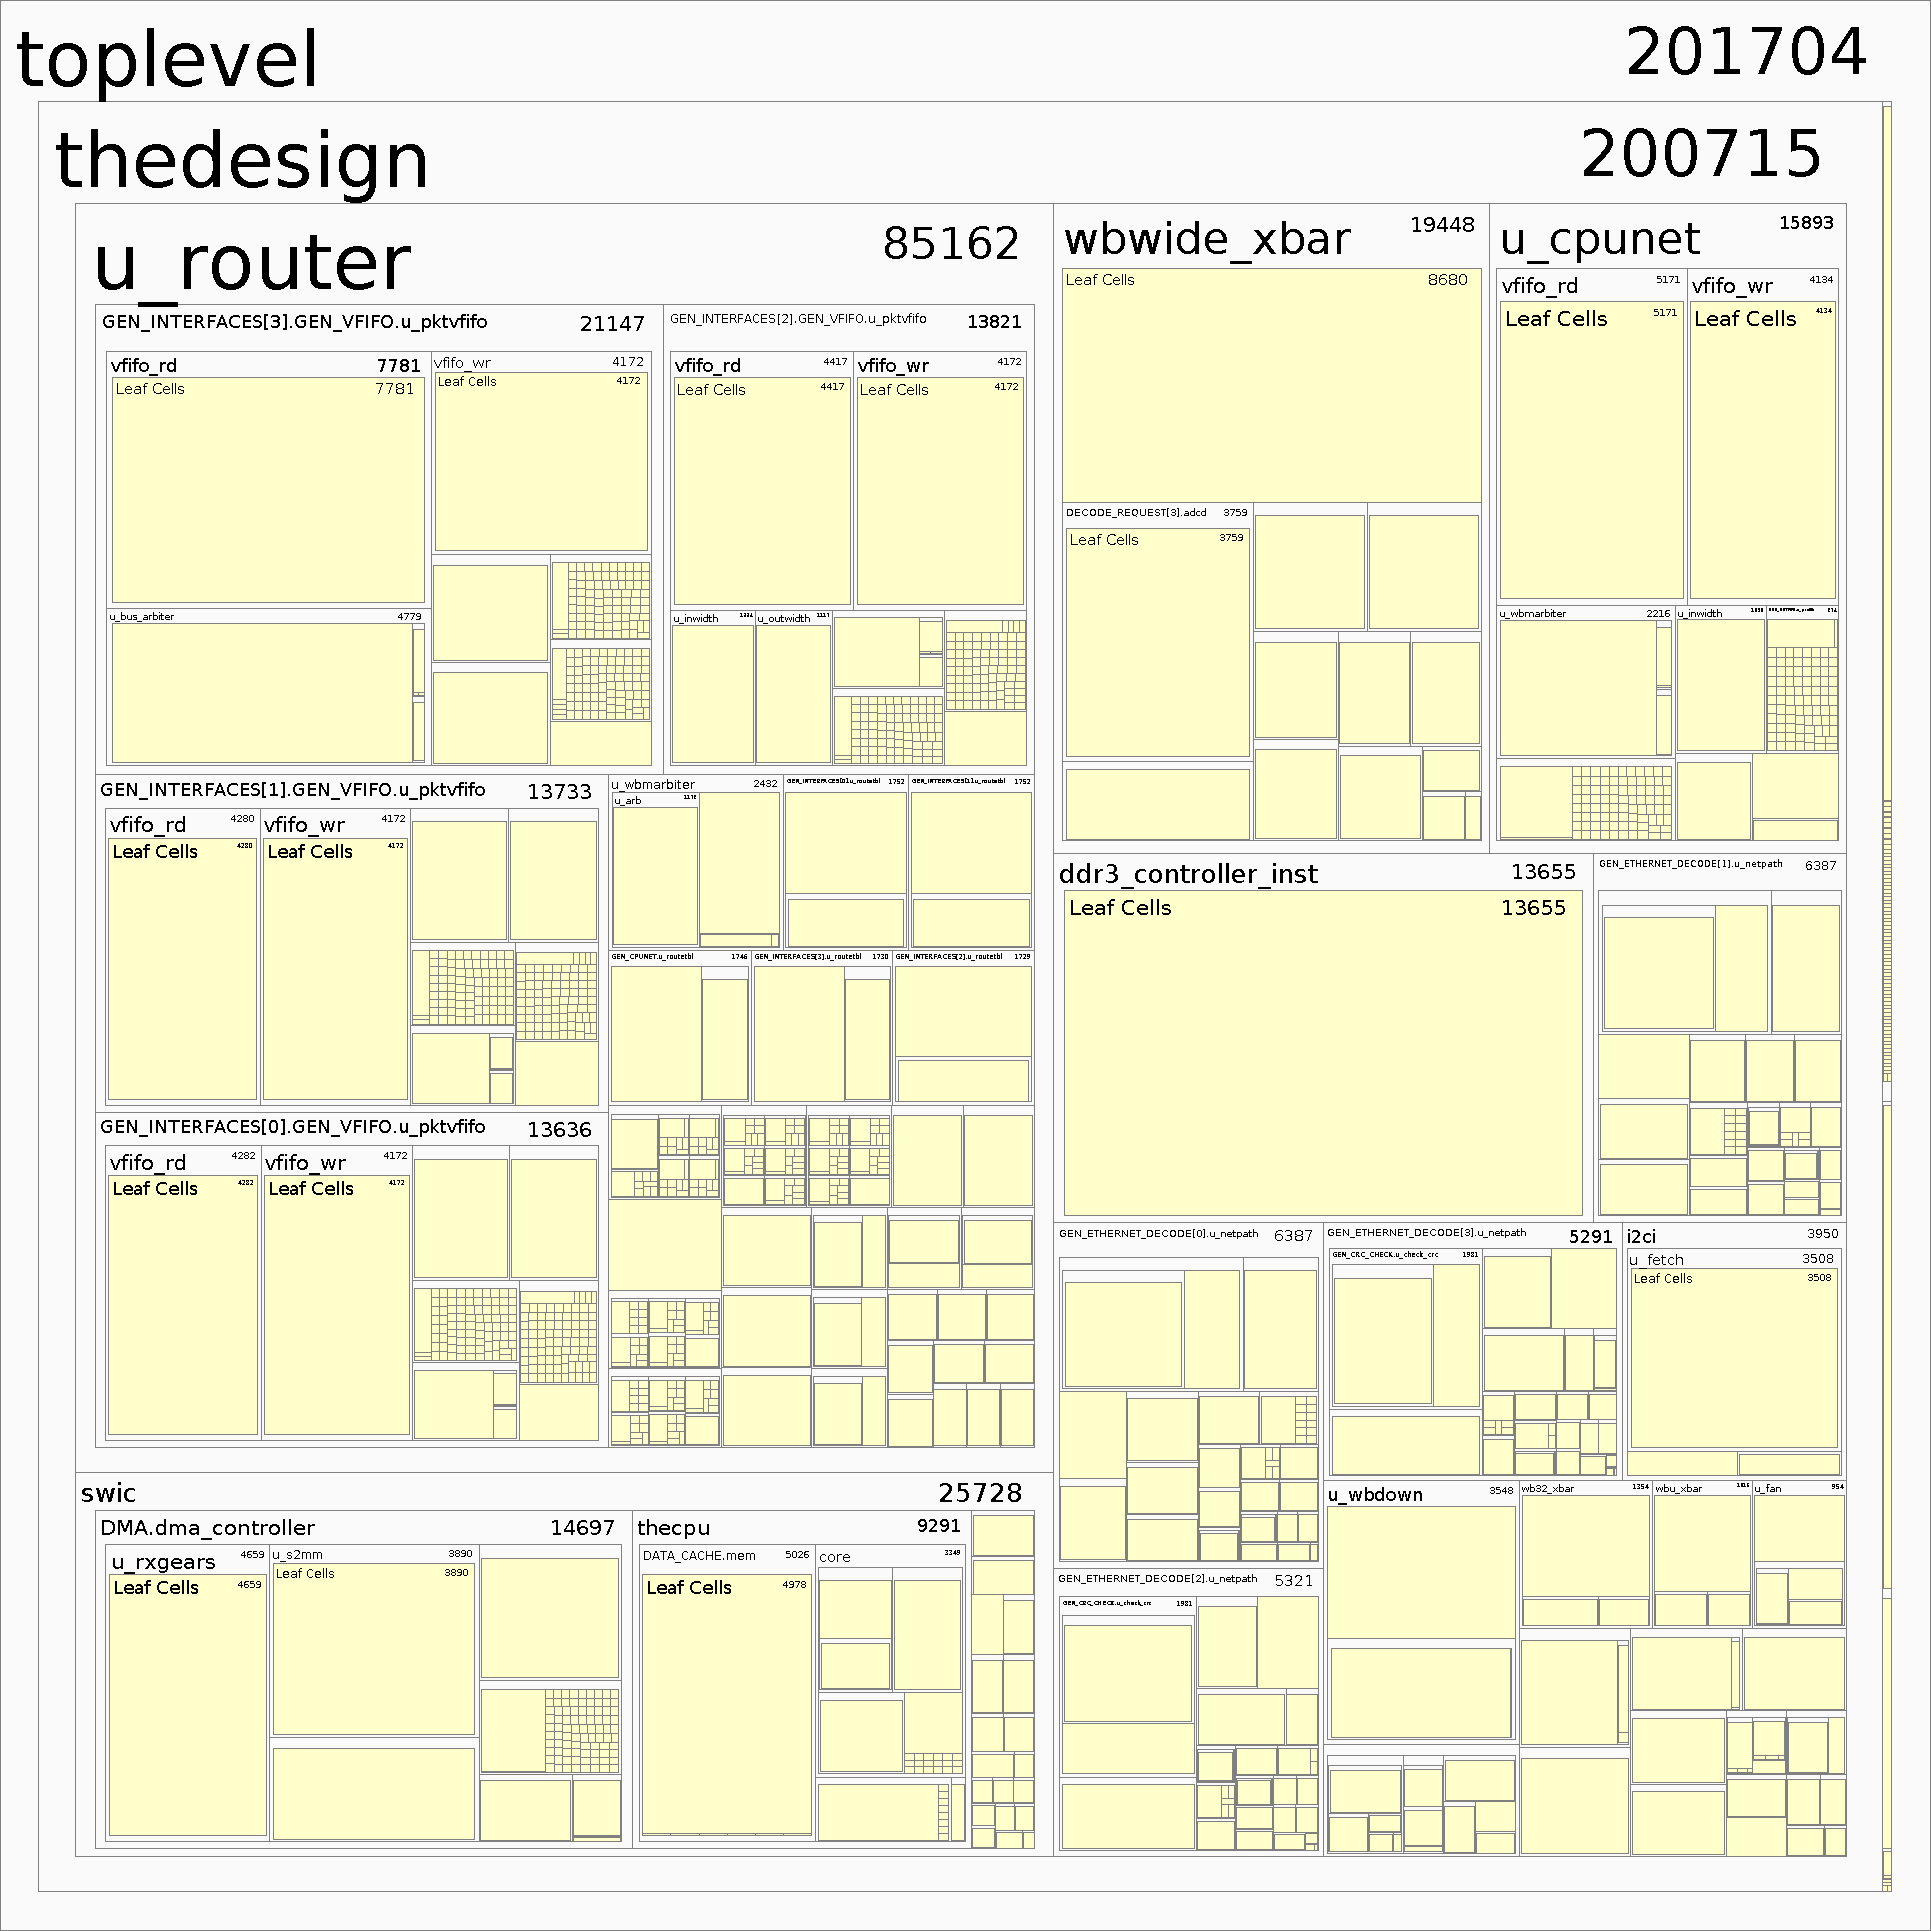 toplevel 201704
thedesign 200715
u_router 85162
GEN_INTERFACES[3].GEN_VFIFO.u_pktvfifo 21147
vfifo_rd 7781
Leaf Cells 7781
vfifo_wr 4172
Leaf Cells 4172
u_bus_arbiter 4779
GEN_INTERFACES[2].GEN_VFIFO.u_pktvfifo 13821
vfifo_rd 4417
Leaf Cells 4417
vfifo_wr 4172
Leaf Cells 4172
u_inwidth
u_outwidth
GEN_INTERFACES[1].GEN_VFIFO.u_pktvfifo 13733
vfifo_rd 4280
Leaf Cells 4280
vfifo_wr 4172
Leaf Cells 4172
GEN_INTERFACES[0].GEN_VFIFO.u_pktvfifo 13636
vfifo_rd 4282
Leaf Cells 4282
vfifo_wr 4172
Leaf Cells 4172
u_wbmarbiter 2432
u_arb
GEN_INTERFACES[0].u_routetbl 1752
GEN_INTERFACES[1].u_routetbl 1752
GEN_CPUNET.u_routetbl 1746
GEN_INTERFACES[3].u_routetbl 1730
GEN_INTERFACES[2].u_routetbl 1729
swic 25728
DMA.dma_controller 14697
u_rxgears 4659
Leaf Cells 4659
u_s2mm 3890
Leaf Cells 3890
thecpu 9291
DATA_CACHE.mem 5026
Leaf Cells 4978
core 3349
wbwide_xbar 19448
Leaf Cells 8680
DECODE_REQUEST[3].adcd 3759
Leaf Cells 3759
u_cpunet 15893
vfifo_rd 5171
Leaf Cells 5171
vfifo_wr 4134
Leaf Cells 4134
u_wbmarbiter 2216
u_inwidth
ddr3_controller_inst 13655
Leaf Cells 13655
GEN_ETHERNET_DECODE[1].u_netpath 6387
GEN_ETHERNET_DECODE[0].u_netpath 6387
GEN_ETHERNET_DECODE[3].u_netpath 5291
GEN_CRC_CHECK.u_check_crc 1981
i2ci 3950
u_fetch 3508
Leaf Cells 3508
GEN_ETHERNET_DECODE[2].u_netpath 5321
GEN_CRC_CHECK.u_check_crc 1981
u_wbdown 3548
wb32_xbar 1354
wbu_xbar
u_fan 954